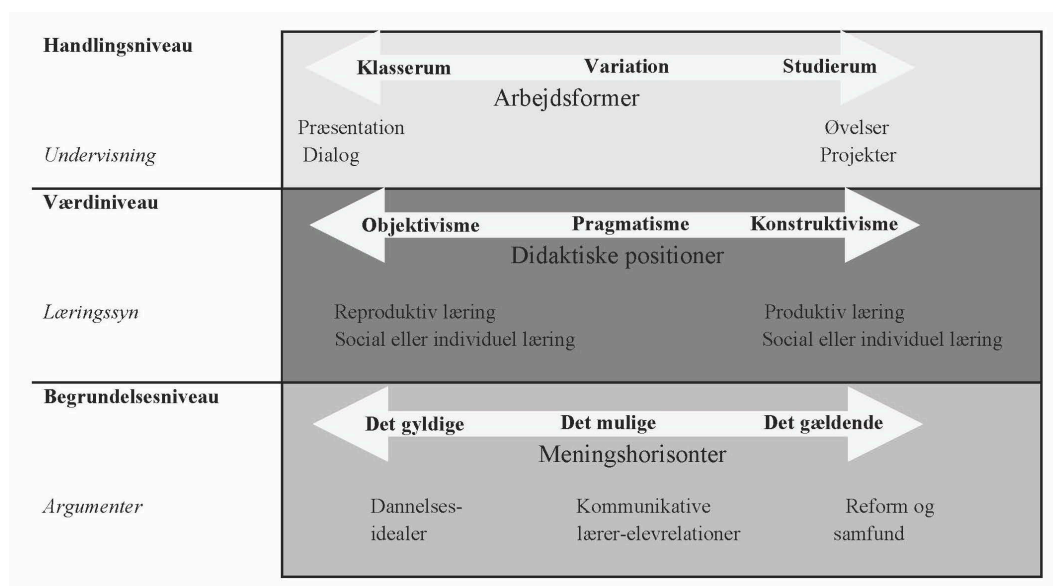 Handlingsniveau
Klasserum Variation Studierum
Arbejdsformer
Præsentation Øvelser
Undervisning Dialog Projekter
Værdiniveau
Objektivisme Pragmatisme Konstruktivisme
Didaktiske positioner
Læringssyn Reproduktiv læring Produktiv læring
Social eller individuel læring Social eller individuel læring
Begrundelsesniveau
Det gyldige Det mulige Det gældende
Meningshorisonter
Argumenter Dannelses- Kommunikative Reform og
idealer lærer-elevrelationer samfund